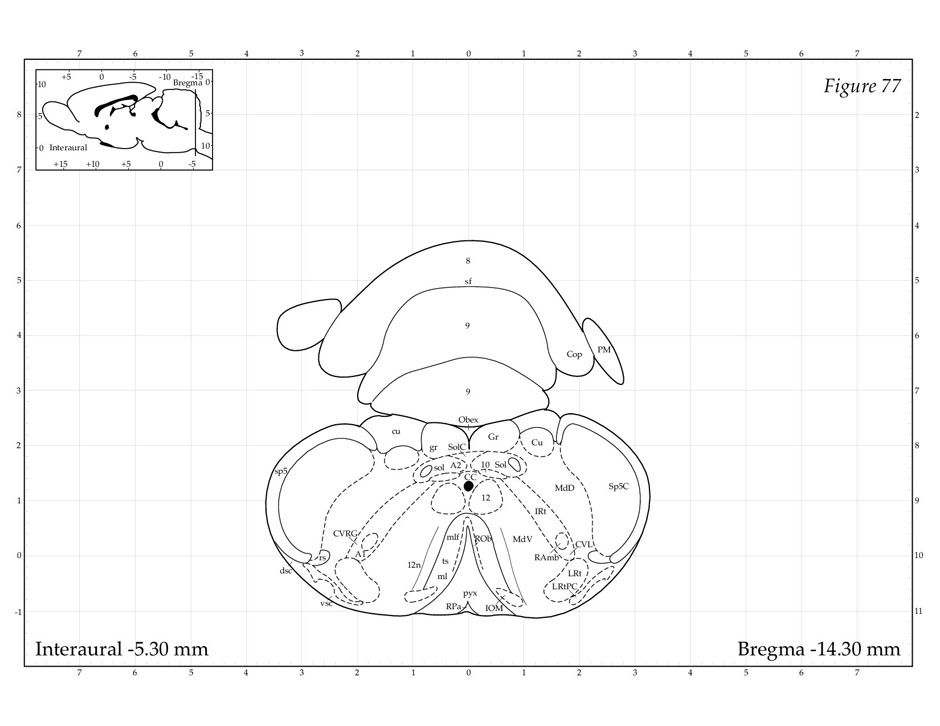 7 6 5 4 3 2 1 0 1 2 3 4 5 6 7
+5 0 -5 -10 -15
Bregma 0
10
5 5
0 Interaural 10
+15 +10 +5 0 -5
Figure 77
8 2
7 3
6 4
8
5 sf 5
4 9 6
Cop PM
3 9 7
Obex
cu Gr Cu
2 gr SolC 8
sp5 sol A2 10 Sol
CC
MdD Sp5C
1 12 9
IRt
CVRG mlf ROb MdV CVL
0 rs A1 RAmb 10
dsc 12n ts LRt
ml LRtPC
pyx
vsc RPa IOM
-1 11
Interaural -5.30 mm Bregma -14.30 mm
7 6 5 4 3 2 1 0 1 2 3 4 5 6 7